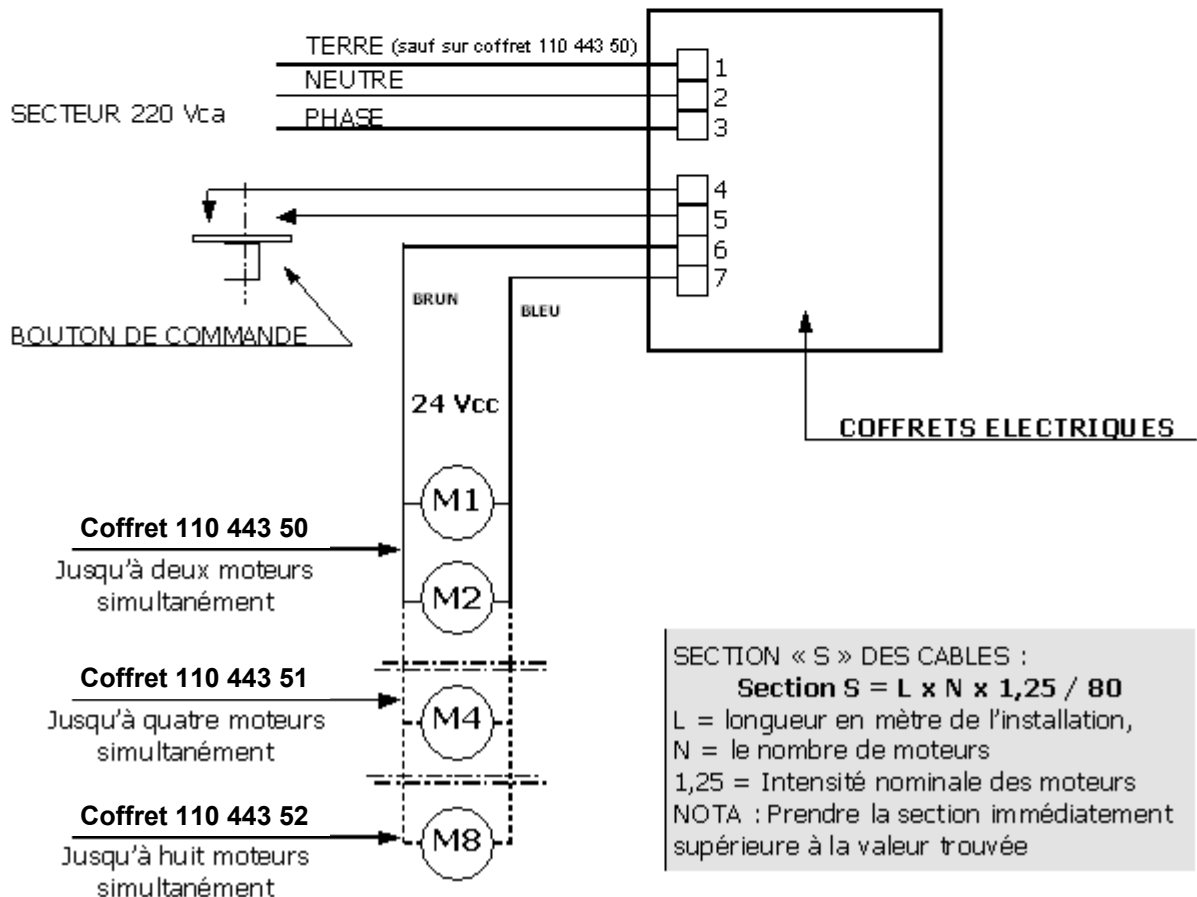 TERRE (sauf sur coffret 110 443 50)
1
NEUTRE
2
SECTEUR 220 Vca
PHASE
3
4
5
6
7
BRUN
BLEU
BOUTON DE COMMANDE
24 Vcc
COFFRETS ELECTRIQUES
M1
Coffret 110 443 50
Jusqu'à deux moteurs
simultanément
M2
Coffret 110 443 51
Jusqu'à quatre moteurs
simultanément
M4
Coffret 110 443 52
Jusqu'à huit moteurs
simultanément
M8
SECTION « S » DES CABLES :
Section S = L x N x 1,25 / 80
L = longueur en mètre de l'installation,
N = le nombre de moteurs
1,25 = Intensité nominale des moteurs
NOTA : Prendre la section immédiatement
supérieure à la valeur trouvée